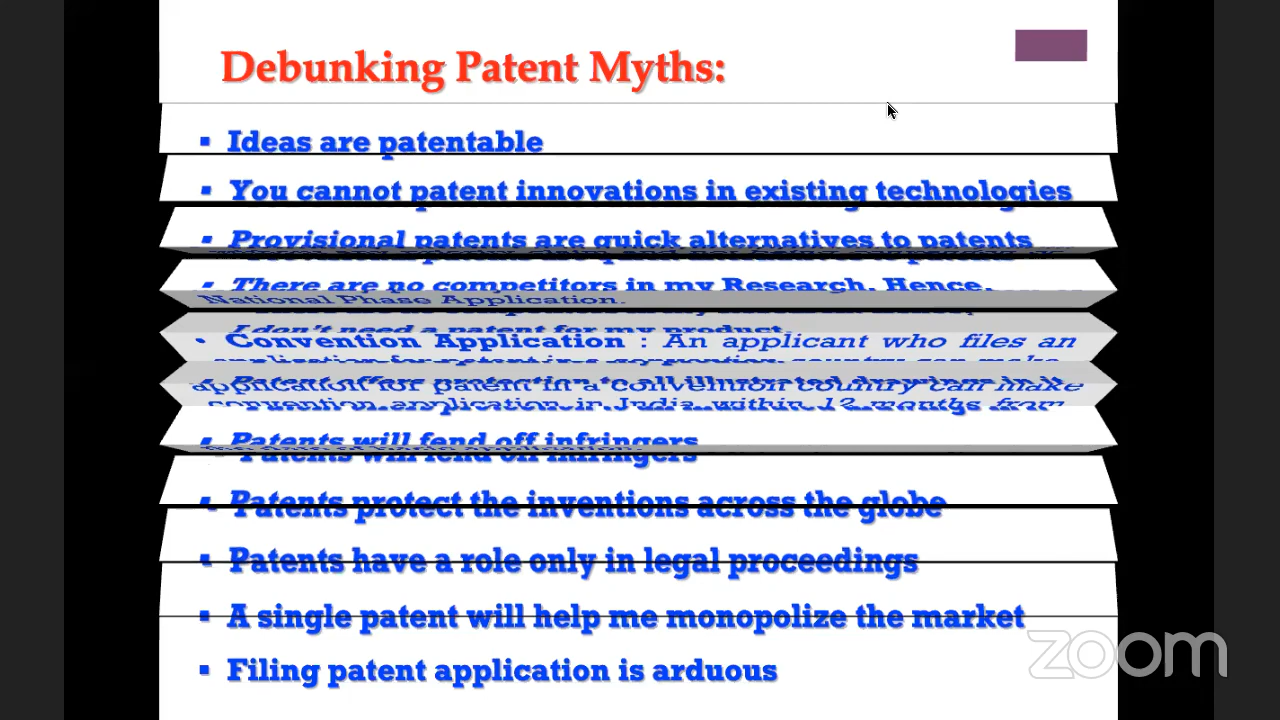 Debunking Patent Myths:
▪ Ideas are patentable
▪ You cannot patent innovations in existing technologies
▪ Provisional patents are quick alternatives to patents
▪ There are no competitors in my Research. Hence,
National Phase Application.
I don't need a patent for my product.
• Convention Application : An applicant who files an
application for patent in a convention country can make
convention application in India within 12 months from
▪ Patents will fend off infringers
▪ Patents protect the inventions across the globe
▪ Patents have a role only in legal proceedings
▪ A single patent will help me monopolize the market
▪ Filing patent application is arduous
zoom